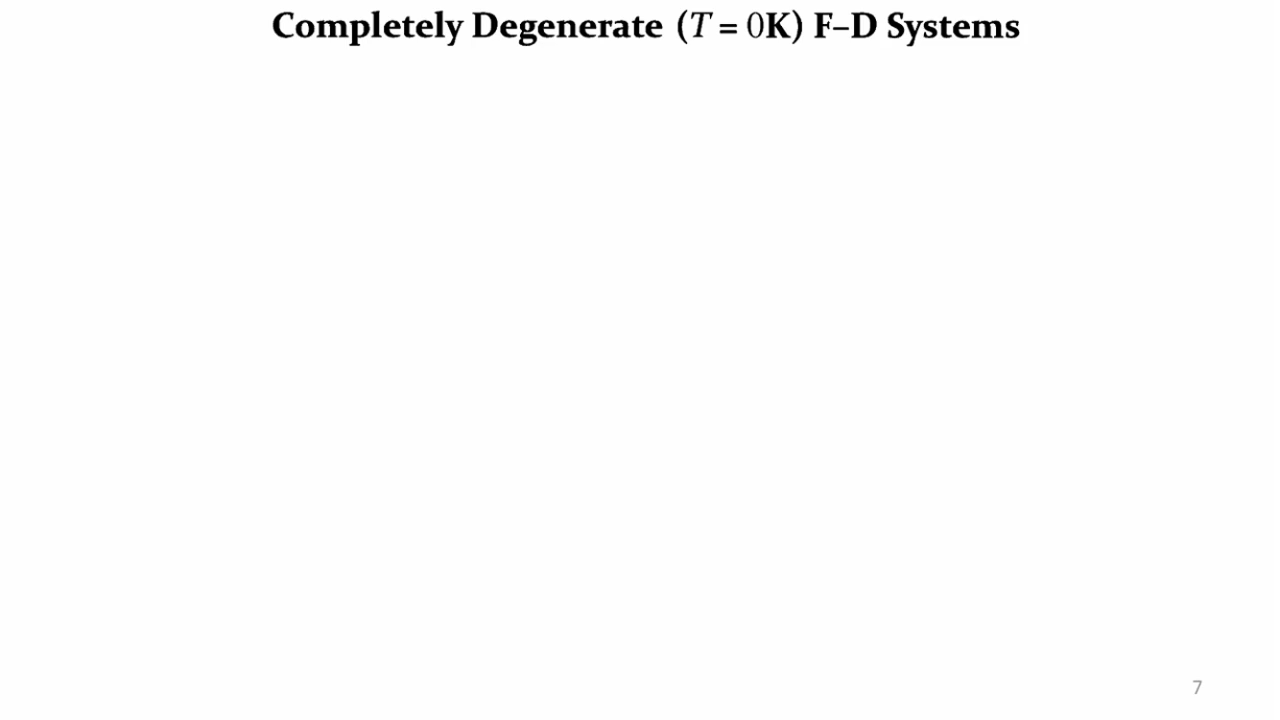 Completely Degenerate (T = 0K) F–D Systems
7